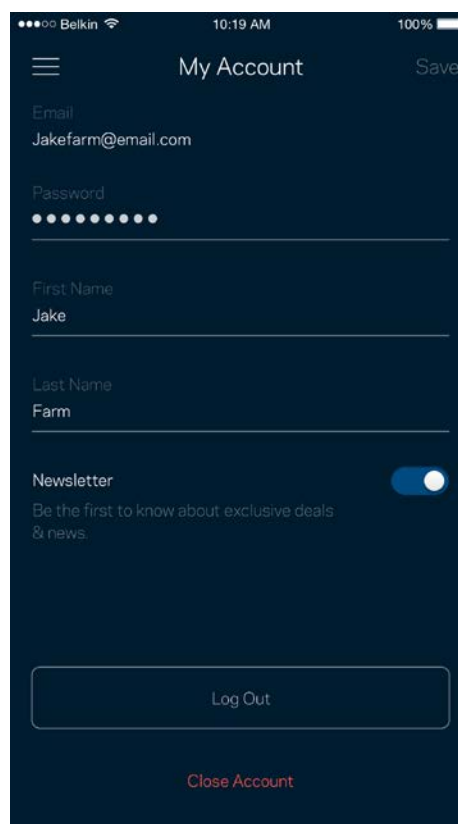 Belkin 10:19 AM 100%
My Account Save
Email
Jakefarm@email.com
Password
●●●●●●●●●
First Name
Jake
Last Name
Farm
Newsletter
Be the first to know about exclusive deals
& news.
Log Out
Close Account